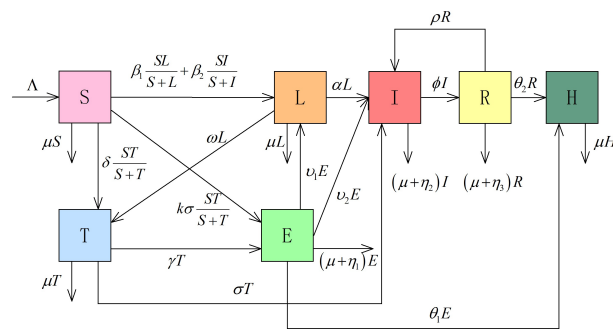 ρR
Λ
S
β₁ SL/(S+L) + β₂ SI/(S+I)
L
αL
I
ϕI
R
θ₂R
H
μS
δ ST/(S+T)
ωL
μL
υ₁E
υ₂E
(μ+η₂)I
(μ+η₃)R
μH
kσ ST/(S+T)
T
γT
E
(μ+η₁)E
μT
σT
θ₁E